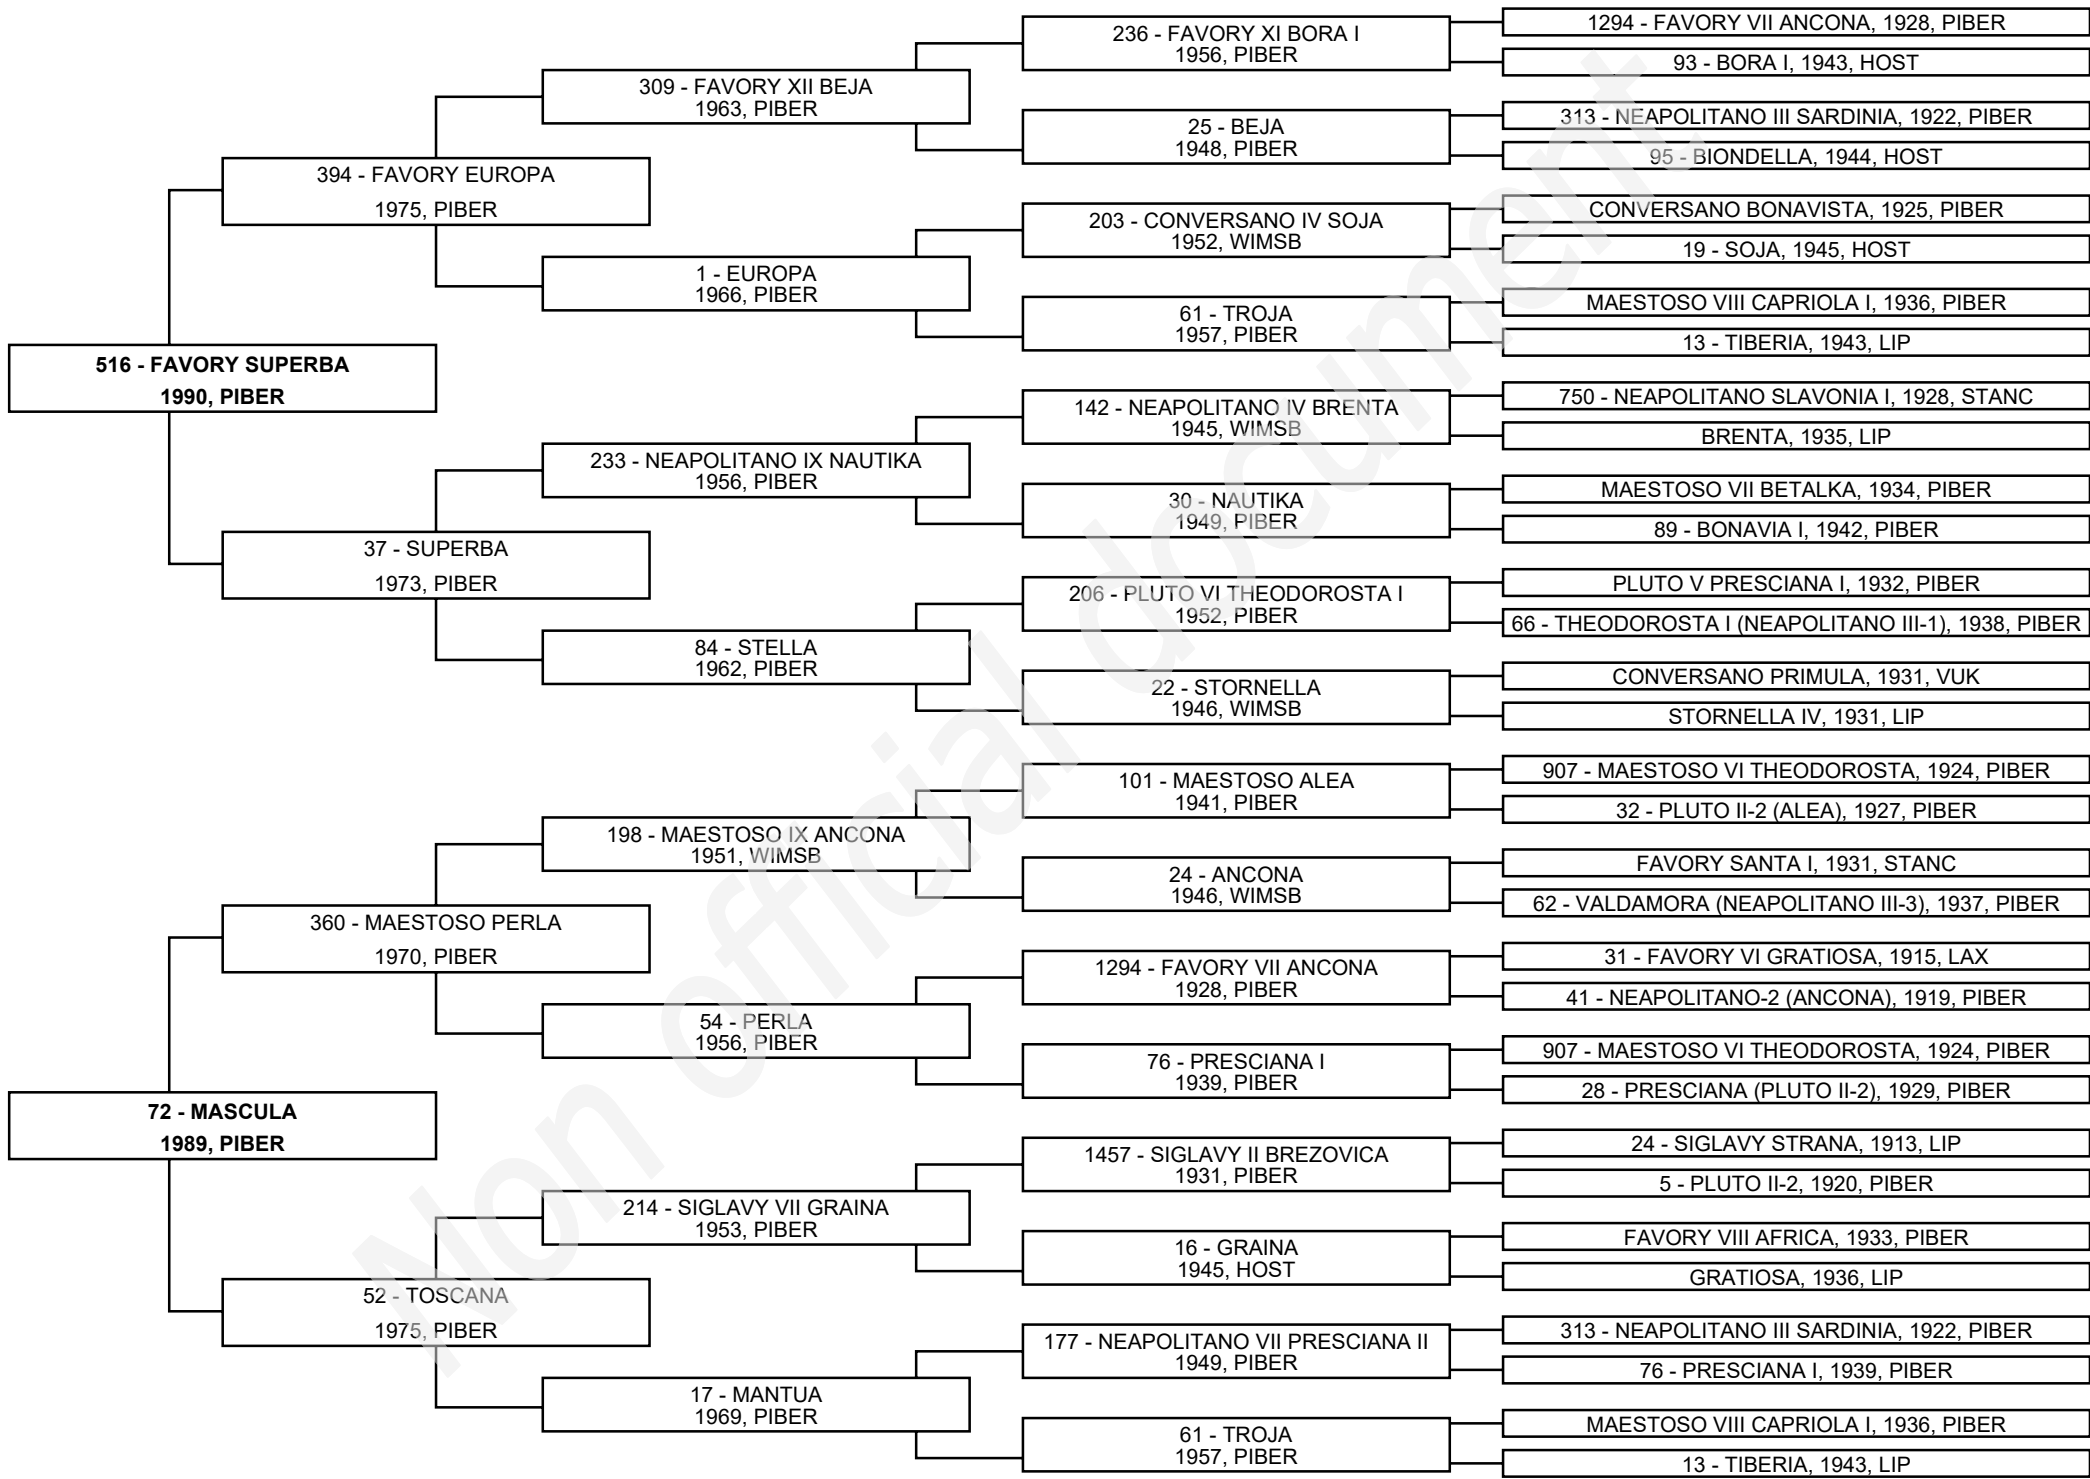 1294 - FAVORY VII ANCONA, 1928, PIBER
236 - FAVORY XI BORA I
1956, PIBER
93 - BORA I, 1943, HOST
309 - FAVORY XII BEJA
1963, PIBER
313 - NEAPOLITANO III SARDINIA, 1922, PIBER
25 - BEJA
1948, PIBER
95 - BIONDELLA, 1944, HOST
394 - FAVORY EUROPA
1975, PIBER
CONVERSANO BONAVISTA, 1925, PIBER
203 - CONVERSANO IV SOJA
1952, WIMSB
19 - SOJA, 1945, HOST
1 - EUROPA
1966, PIBER
MAESTOSO VIII CAPRIOLA I, 1936, PIBER
61 - TROJA
1957, PIBER
13 - TIBERIA, 1943, LIP
516 - FAVORY SUPERBA
1990, PIBER
750 - NEAPOLITANO SLAVONIA I, 1928, STANC
142 - NEAPOLITANO IV BRENTA
1945, WIMSB
BRENTA, 1935, LIP
233 - NEAPOLITANO IX NAUTIKA
1956, PIBER
MAESTOSO VII BETALKA, 1934, PIBER
30 - NAUTIKA
1949, PIBER
89 - BONAVIA I, 1942, PIBER
37 - SUPERBA
1973, PIBER
PLUTO V PRESCIANA I, 1932, PIBER
206 - PLUTO VI THEODOROSTA I
1952, PIBER
66 - THEODOROSTA I (NEAPOLITANO III-1), 1938, PIBER
84 - STELLA
1962, PIBER
CONVERSANO PRIMULA, 1931, VUK
22 - STORNELLA
1946, WIMSB
STORNELLA IV, 1931, LIP
907 - MAESTOSO VI THEODOROSTA, 1924, PIBER
101 - MAESTOSO ALEA
1941, PIBER
32 - PLUTO II-2 (ALEA), 1927, PIBER
198 - MAESTOSO IX ANCONA
1951, WIMSB
FAVORY SANTA I, 1931, STANC
24 - ANCONA
1946, WIMSB
62 - VALDAMORA (NEAPOLITANO III-3), 1937, PIBER
360 - MAESTOSO PERLA
1970, PIBER
31 - FAVORY VI GRATIOSA, 1915, LAX
1294 - FAVORY VII ANCONA
1928, PIBER
41 - NEAPOLITANO-2 (ANCONA), 1919, PIBER
54 - PERLA
1956, PIBER
907 - MAESTOSO VI THEODOROSTA, 1924, PIBER
76 - PRESCIANA I
1939, PIBER
28 - PRESCIANA (PLUTO II-2), 1929, PIBER
72 - MASCULA
1989, PIBER
24 - SIGLAVY STRANA, 1913, LIP
1457 - SIGLAVY II BREZOVICA
1931, PIBER
5 - PLUTO II-2, 1920, PIBER
214 - SIGLAVY VII GRAINA
1953, PIBER
FAVORY VIII AFRICA, 1933, PIBER
16 - GRAINA
1945, HOST
GRATIOSA, 1936, LIP
52 - TOSCANA
1975, PIBER
313 - NEAPOLITANO III SARDINIA, 1922, PIBER
177 - NEAPOLITANO VII PRESCIANA II
1949, PIBER
76 - PRESCIANA I, 1939, PIBER
17 - MANTUA
1969, PIBER
MAESTOSO VIII CAPRIOLA I, 1936, PIBER
61 - TROJA
1957, PIBER
13 - TIBERIA, 1943, LIP
Non official document